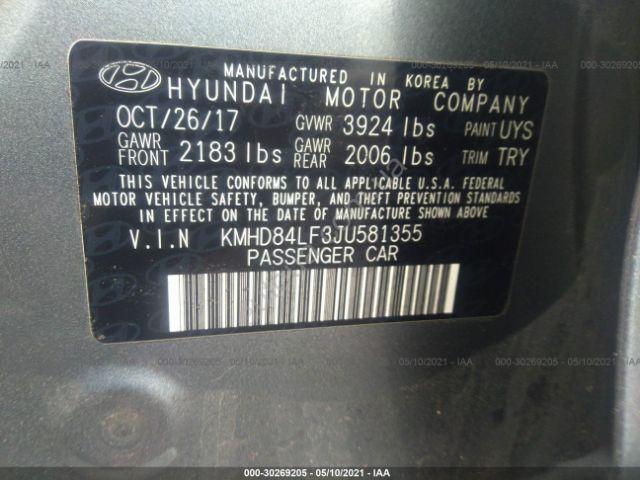 MANUFACTURED IN KOREA BY
HYUNDAI MOTOR COMPANY
OCT/26/17 GVWR 3924 lbs PAINT UYS
GAWR FRONT 2183 lbs GAWR REAR 2006 lbs TRIM TRY
THIS VEHICLE CONFORMS TO ALL APPLICABLE U.S.A. FEDERAL
MOTOR VEHICLE SAFETY, BUMPER, AND THEFT PREVENTION STANDARDS
IN EFFECT ON THE DATE OF MANUFACTURE SHOWN ABOVE.
V.I.N KMHD84LF3JU581355
PASSENGER CAR
000-30269205 - 05/10/2021 - IAA